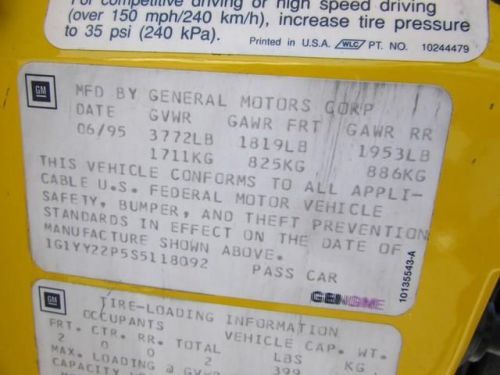 For competitive driving or high speed driving
(over 150 mph/240 km/h), increase tire pressure
to 35 psi (240 kPa).
Printed in U.S.A. WLC PT. NO. 10244479
GM
MFD BY GENERAL MOTORS CORP
DATE GVWR GAWR FRT GAWR RR
06/95 3772LB 1819LB 1953LB
1711KG 825KG 886KG
THIS VEHICLE CONFORMS TO ALL APPLI-
CABLE U.S. FEDERAL MOTOR VEHICLE
SAFETY, BUMPER, AND THEFT PREVENTION
STANDARDS IN EFFECT ON THE DATE OF
MANUFACTURE SHOWN ABOVE.
1G1YY22P5S5118092 PASS CAR
10135543-A
GM
TIRE-LOADING INFORMATION
OCCUPANTS VEHICLE CAP. WT.
FRT. CTR. RR. TOTAL LBS KG
2 0 0 2 399
MAX. LOADING @ GVWR
CAPACITY